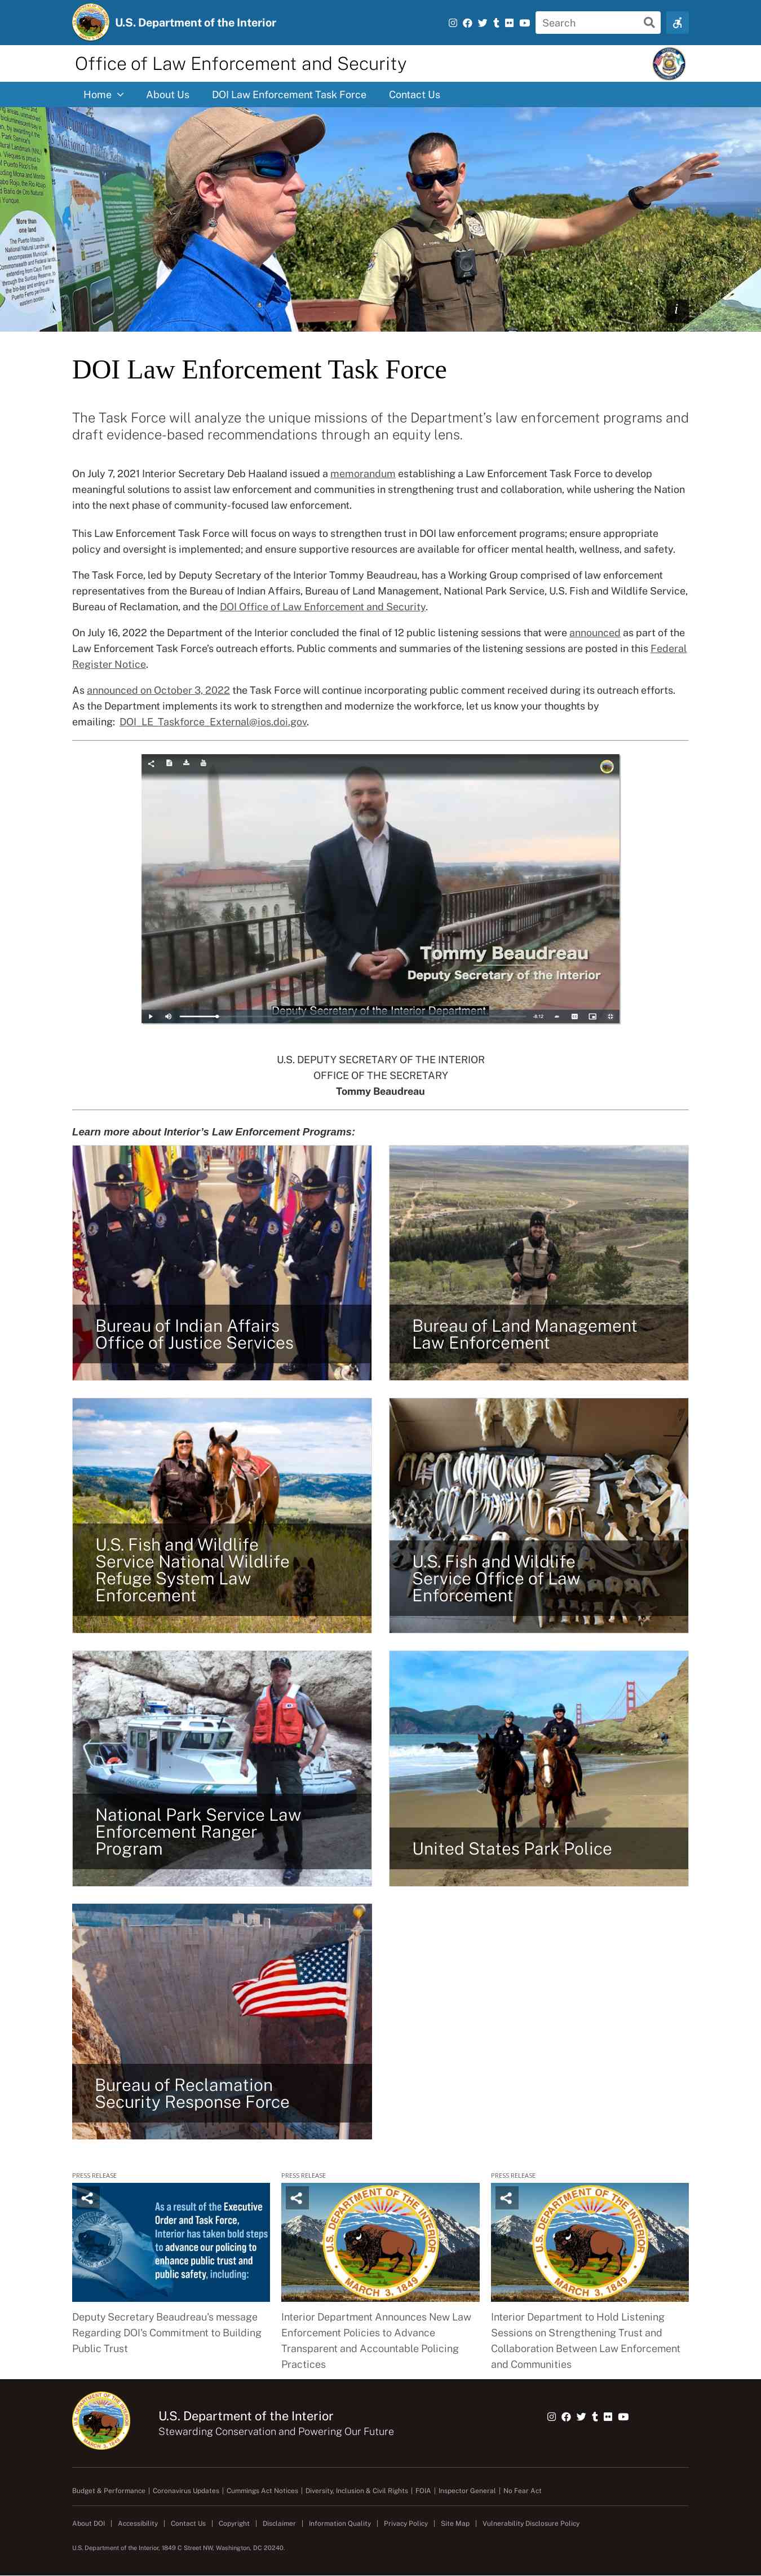 U.S. Department of the Interior
Search
Office of Law Enforcement and Security
Home
About Us
DOI Law Enforcement Task Force
Contact Us
More than
one land
i
DOI Law Enforcement Task Force
The Task Force will analyze the unique missions of the Department's law enforcement programs and
draft evidence-based recommendations through an equity lens.
On July 7, 2021 Interior Secretary Deb Haaland issued a memorandum establishing a Law Enforcement Task Force to develop
meaningful solutions to assist law enforcement and communities in strengthening trust and collaboration, while ushering the Nation
into the next phase of community-focused law enforcement.
This Law Enforcement Task Force will focus on ways to strengthen trust in DOI law enforcement programs; ensure appropriate
policy and oversight is implemented; and ensure supportive resources are available for officer mental health, wellness, and safety.
The Task Force, led by Deputy Secretary of the Interior Tommy Beaudreau, has a Working Group comprised of law enforcement
representatives from the Bureau of Indian Affairs, Bureau of Land Management, National Park Service, U.S. Fish and Wildlife Service,
Bureau of Reclamation, and the DOI Office of Law Enforcement and Security.
On July 16, 2022 the Department of the Interior concluded the final of 12 public listening sessions that were announced as part of the
Law Enforcement Task Force's outreach efforts. Public comments and summaries of the listening sessions are posted in this Federal
Register Notice.
As announced on October 3, 2022 the Task Force will continue incorporating public comment received during its outreach efforts.
As the Department implements its work to strengthen and modernize the workforce, let us know your thoughts by
emailing: DOI_LE_Taskforce_External@ios.doi.gov.
Tommy Beaudreau
Deputy Secretary of the Interior
Deputy Secretary of the Interior Department.
-8:12
U.S. DEPUTY SECRETARY OF THE INTERIOR
OFFICE OF THE SECRETARY
Tommy Beaudreau
Learn more about Interior's Law Enforcement Programs:
Bureau of Indian Affairs
Office of Justice Services
Bureau of Land Management
Law Enforcement
U.S. Fish and Wildlife
Service National Wildlife
Refuge System Law
Enforcement
U.S. Fish and Wildlife
Service Office of Law
Enforcement
National Park Service Law
Enforcement Ranger
Program
United States Park Police
Bureau of Reclamation
Security Response Force
PRESS RELEASE
PRESS RELEASE
PRESS RELEASE
As a result of the Executive
Order and Task Force,
Interior has taken bold steps
to advance our policing to
enhance public trust and
public safety, including:
U.S. DEPARTMENT OF THE INTERIOR
MARCH 3, 1849
U.S. DEPARTMENT OF THE INTERIOR
MARCH 3, 1849
Deputy Secretary Beaudreau's message
Regarding DOI's Commitment to Building
Public Trust
Interior Department Announces New Law
Enforcement Policies to Advance
Transparent and Accountable Policing
Practices
Interior Department to Hold Listening
Sessions on Strengthening Trust and
Collaboration Between Law Enforcement
and Communities
U.S. Department of the Interior
Stewarding Conservation and Powering Our Future
Budget & Performance | Coronavirus Updates | Cummings Act Notices | Diversity, Inclusion & Civil Rights | FOIA | Inspector General | No Fear Act
About DOI | Accessibility | Contact Us | Copyright | Disclaimer | Information Quality | Privacy Policy | Site Map | Vulnerability Disclosure Policy
U.S. Department of the Interior, 1849 C Street NW, Washington, DC 20240.